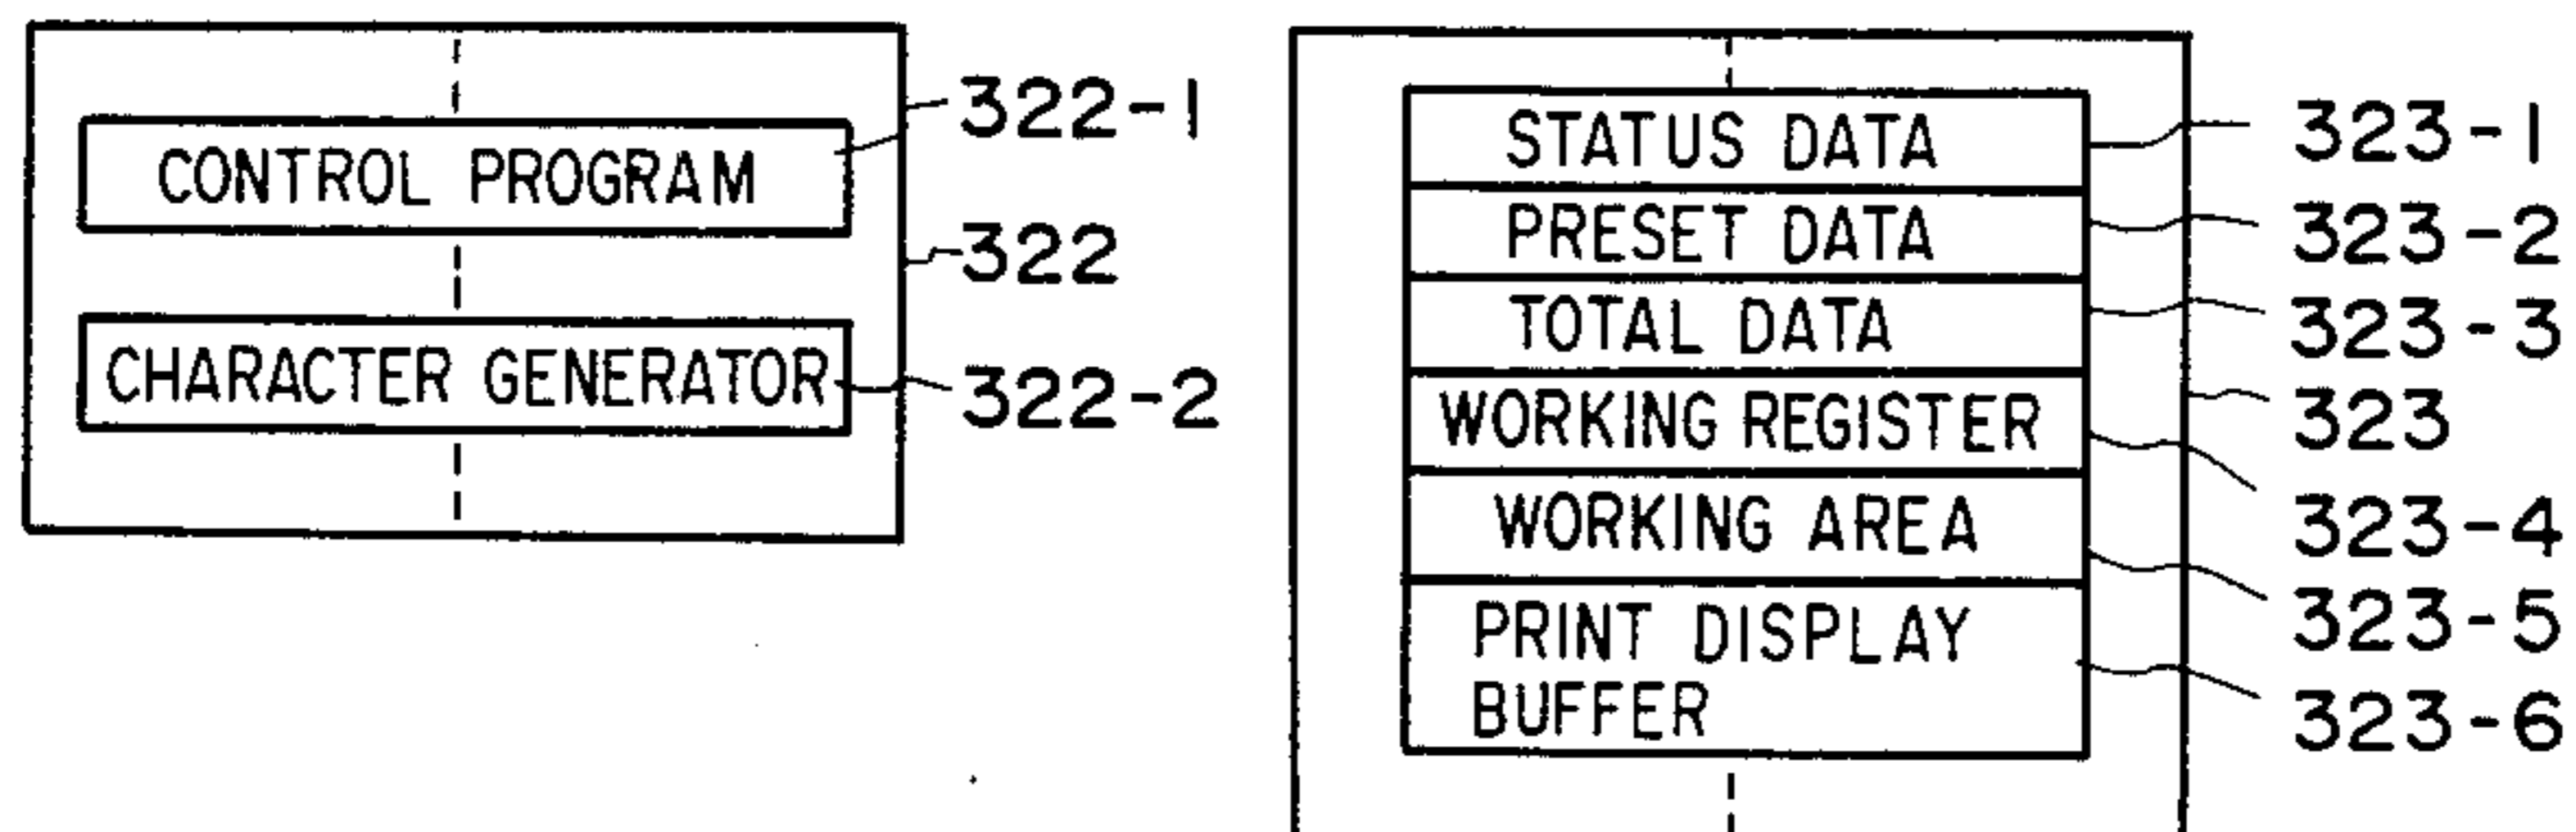 CONTROL PROGRAM
322-1
322
CHARACTER GENERATOR
322-2
STATUS DATA
323-1
PRESET DATA
323-2
TOTAL DATA
323-3
323
WORKING REGISTER
323-4
WORKING AREA
323-5
PRINT DISPLAY
BUFFER
323-6